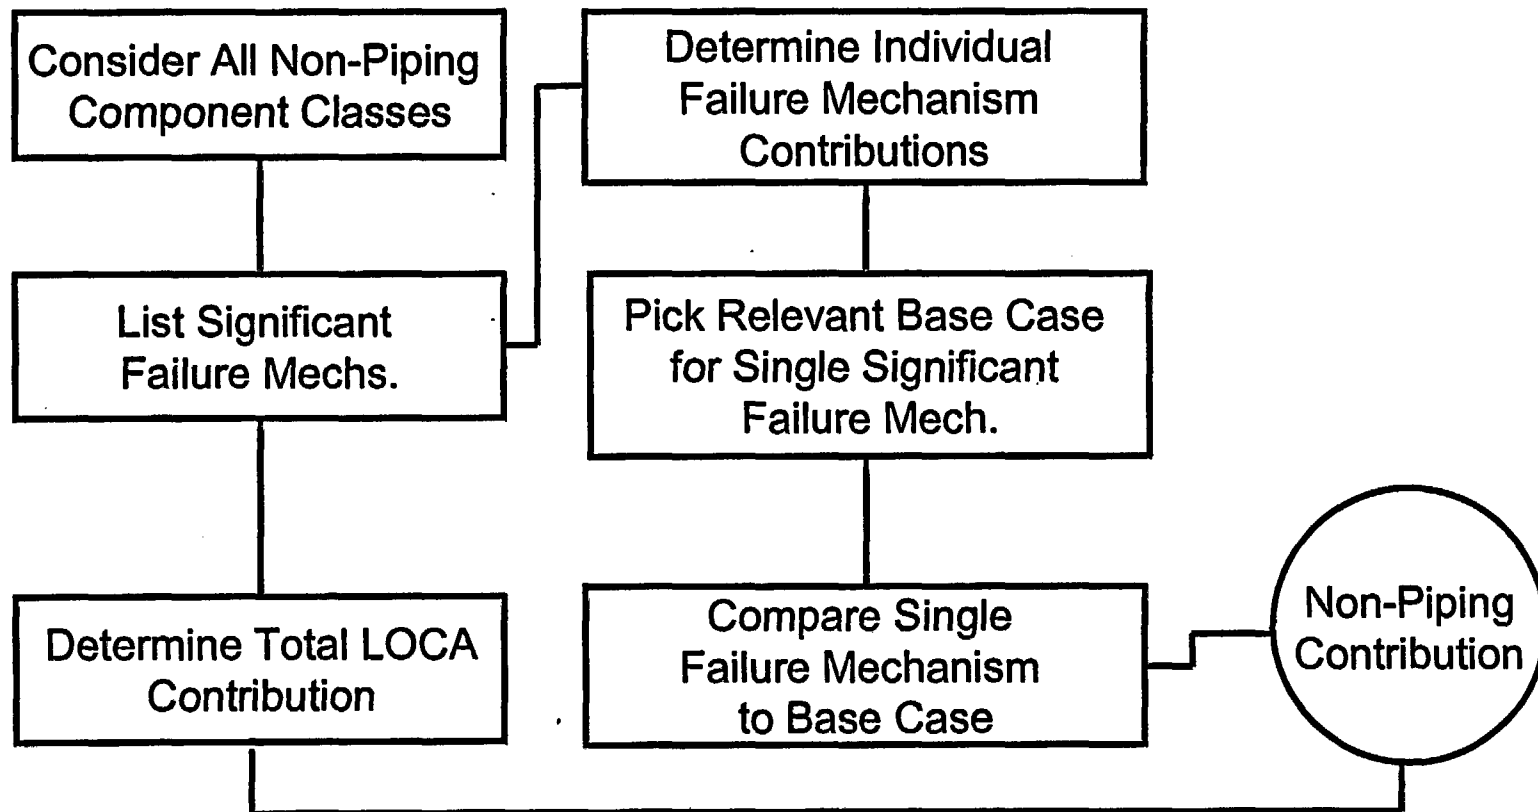 Consider All Non-Piping
Component Classes
List Significant
Failure Mechs.
Determine Total LOCA
Contribution
Determine Individual
Failure Mechanism
Contributions
Pick Relevant Base Case
for Single Significant
Failure Mech.
Compare Single
Failure Mechanism
to Base Case
Non-Piping
Contribution